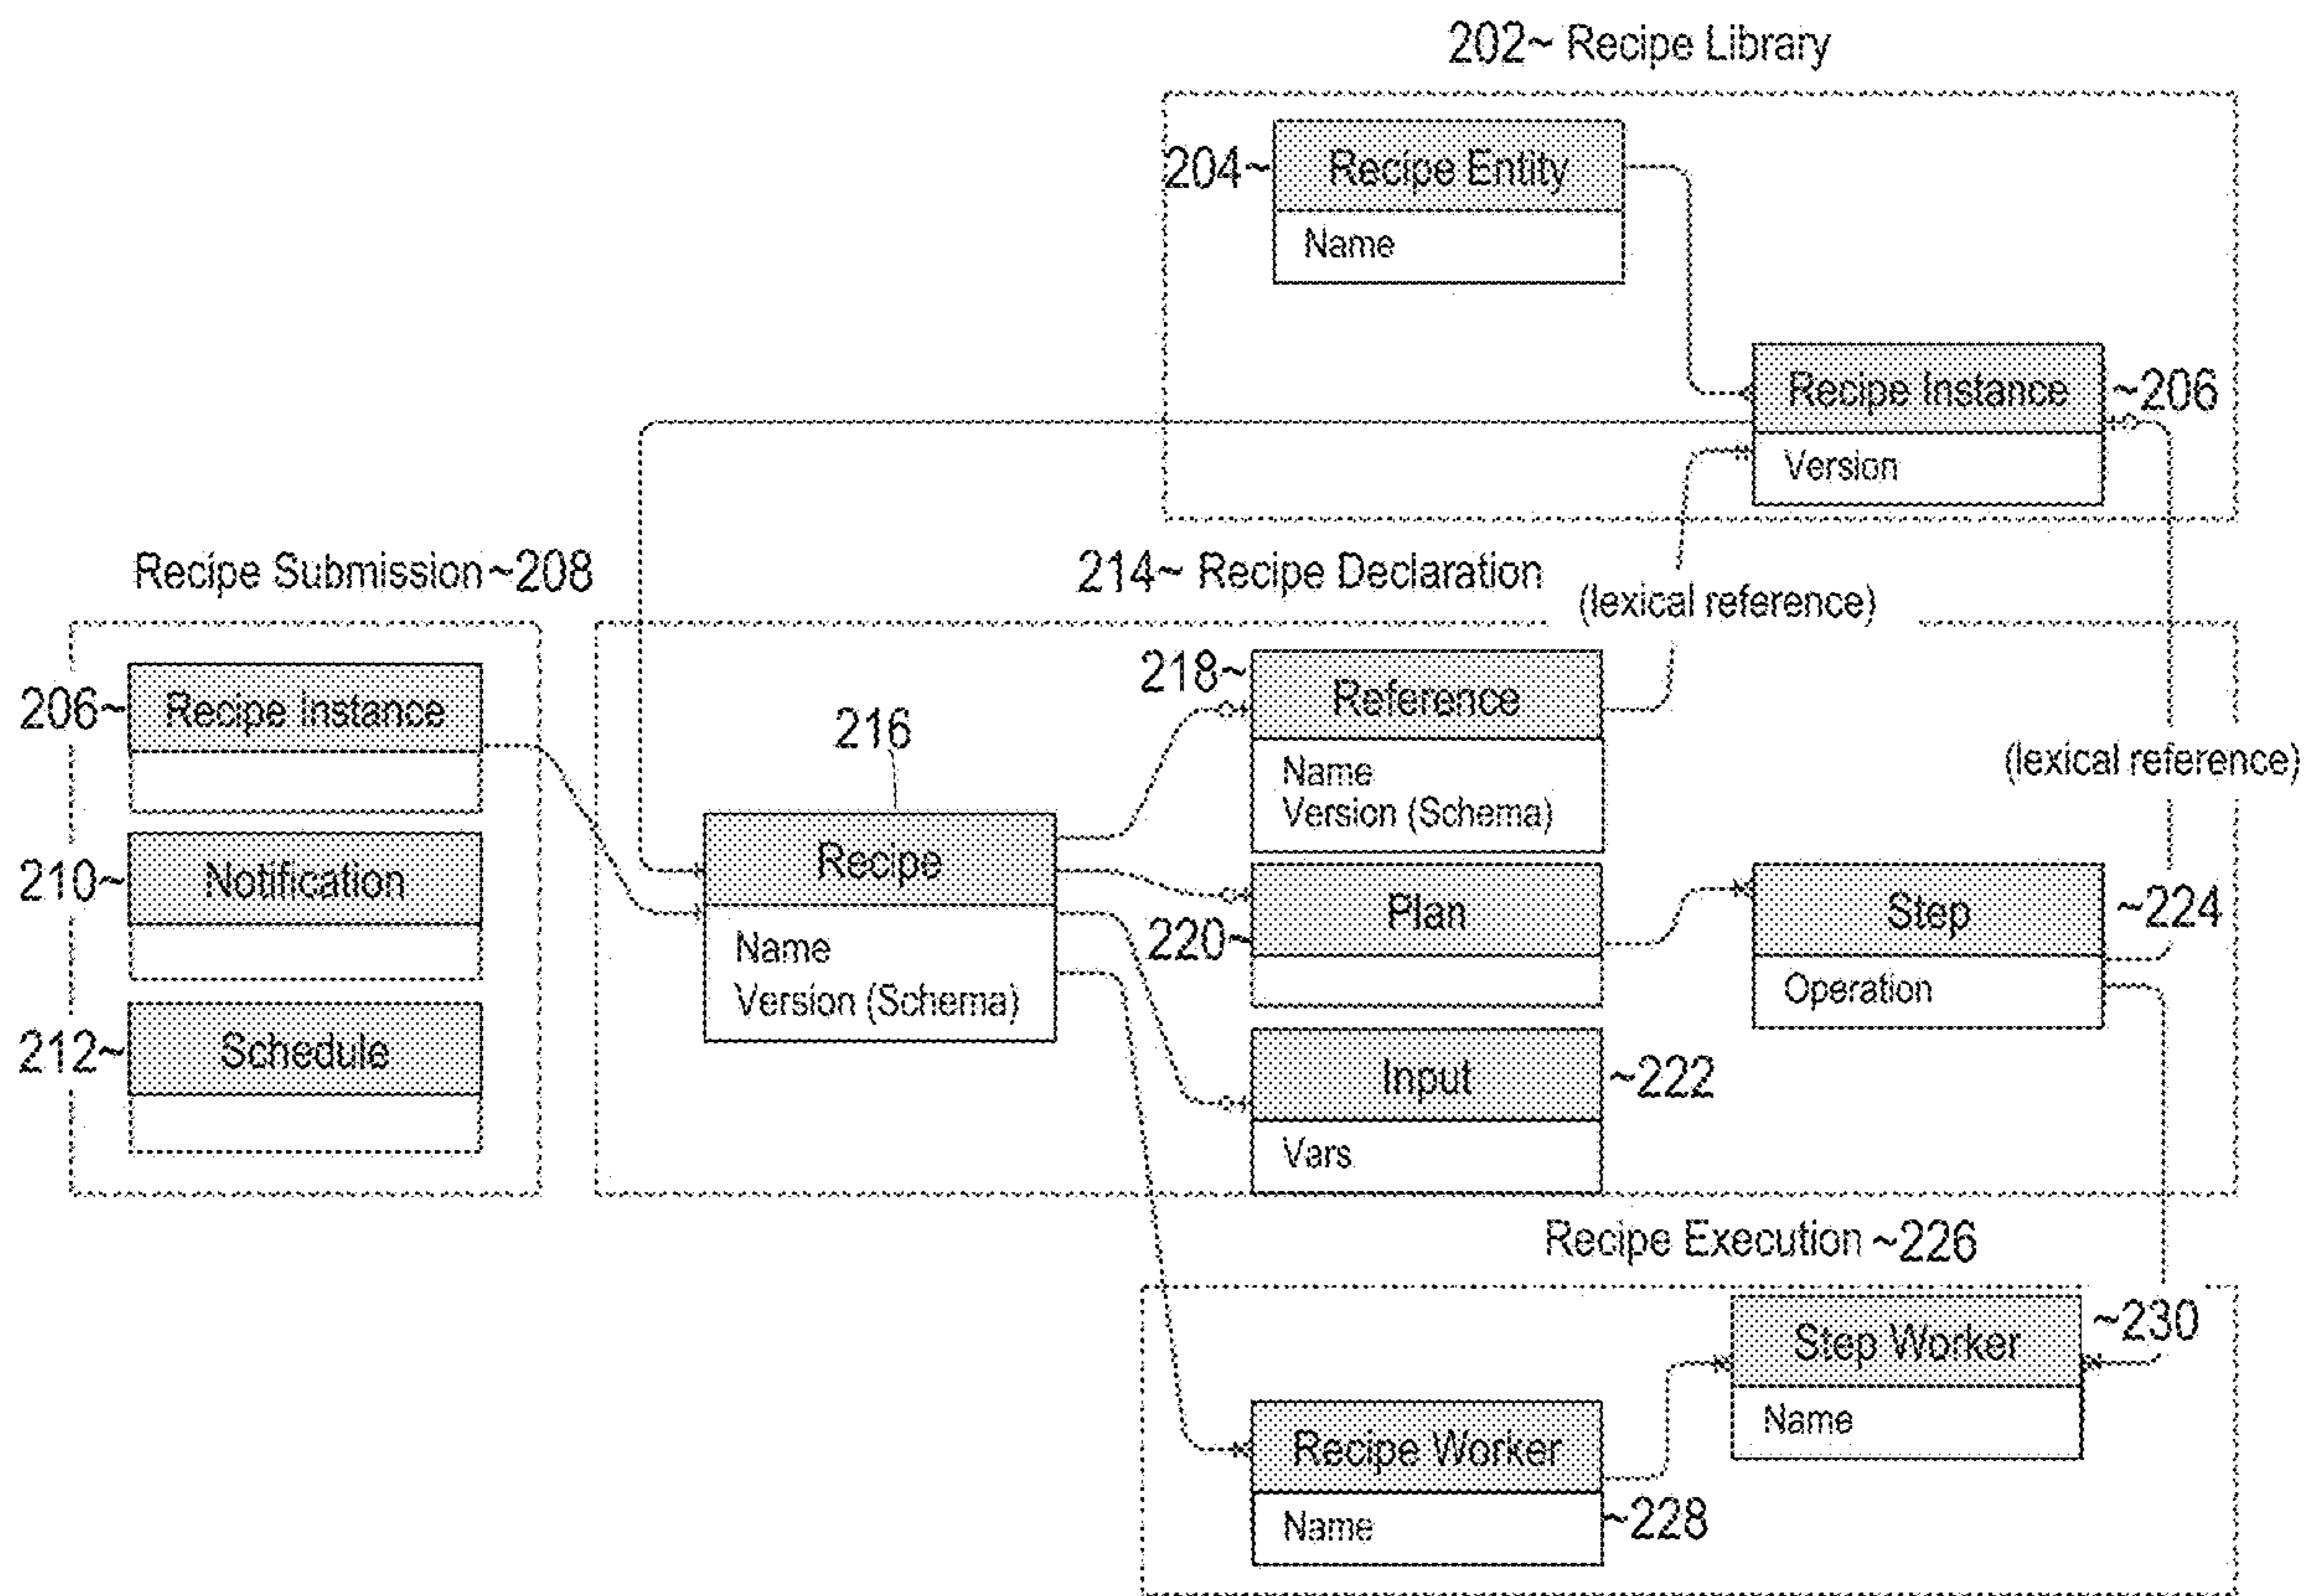 202~ Recipe Library
204~ Recipe Entity
Name
Recipe Instance ~206
Version
Recipe Submission ~208
206~ Recipe Instance
210~ Notification
212~ Schedule
214~ Recipe Declaration
(lexical reference)
(lexical reference)
216
Recipe
Name
Version (Schema)
218~ Reference
Name
Version (Schema)
220~ Plan
Input ~222
Vars
Step ~224
Operation
Recipe Execution ~226
Step Worker ~230
Name
Recipe Worker
Name ~228